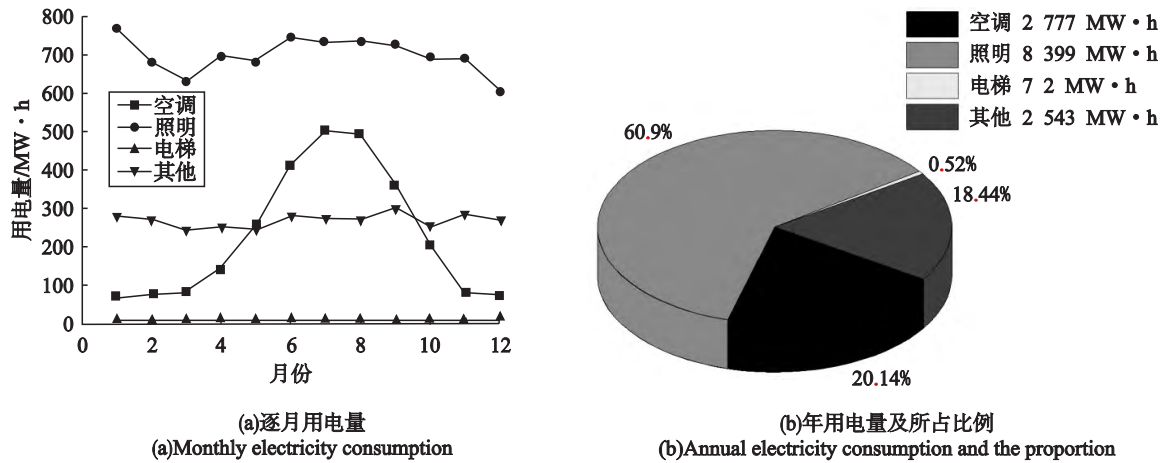 800
700
600
500
400
300
200
100
0
用电量/MW·h
空调
照明
电梯
其他
0 2 4 6 8 10 12
月份
(a)逐月用电量
(a)Monthly electricity consumption
空调 2 777 MW·h
照明 8 399 MW·h
电梯 7 2 MW·h
其他 2 543 MW·h
60.9%
0.52%
18.44%
20.14%
(b)年用电量及所占比例
(b)Annual electricity consumption and the proportion